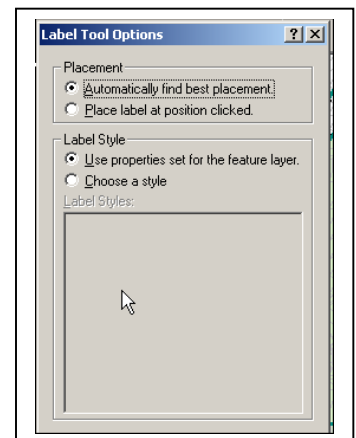 Label Tool Options
Placement
Automatically find best placement.
Place label at position clicked.
Label Style
Use properties set for the feature layer.
Choose a style
Label Styles: